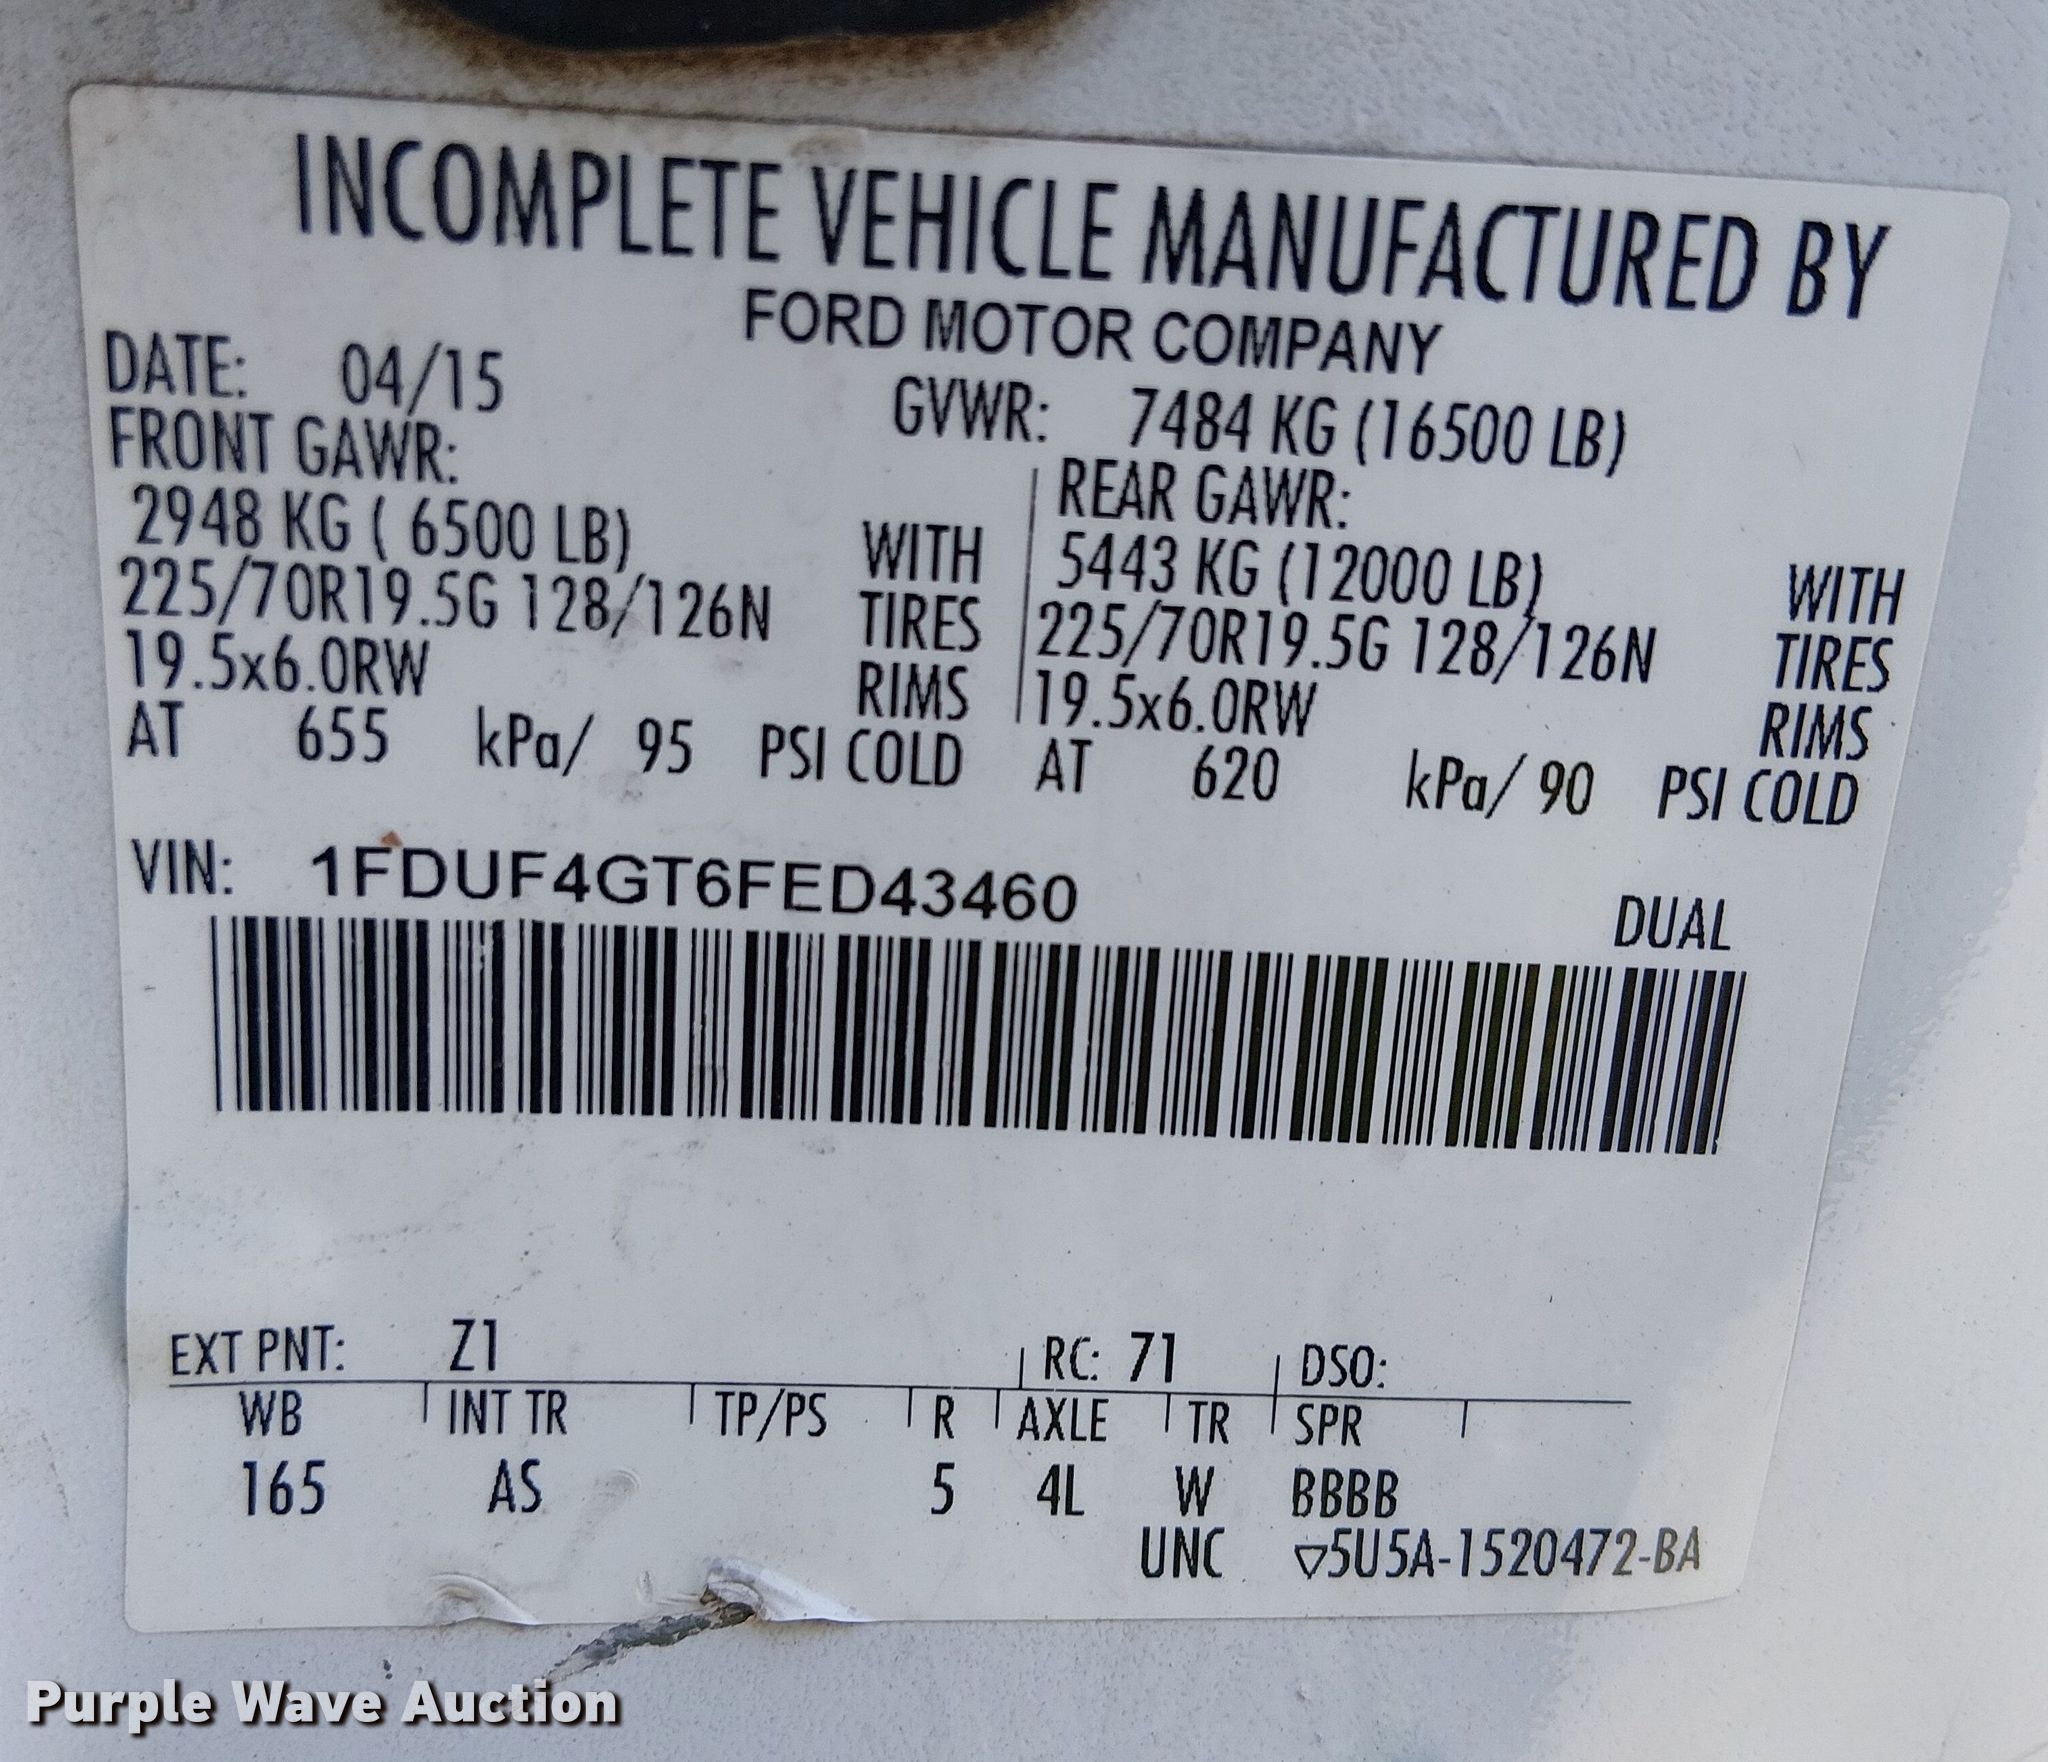 INCOMPLETE VEHICLE MANUFACTURED BY
FORD MOTOR COMPANY
DATE: 04/15
GVWR: 7484 KG (16500 LB)
FRONT GAWR:
2948 KG ( 6500 LB) WITH
225/70R19.5G 128/126N TIRES
19.5x6.0RW RIMS
AT 655 kPa/ 95 PSI COLD
REAR GAWR:
5443 KG (12000 LB) WITH
225/70R19.5G 128/126N TIRES
19.5x6.0RW RIMS
AT 620 kPa/ 90 PSI COLD
VIN: 1FDUF4GT6FED43460
DUAL
EXT PNT: Z1 RC: 71 DSO:
WB INT TR TP/PS R AXLE TR SPR
165 AS 5 4L W BBBB
UNC ▽5U5A-1520472-BA
Purple Wave Auction